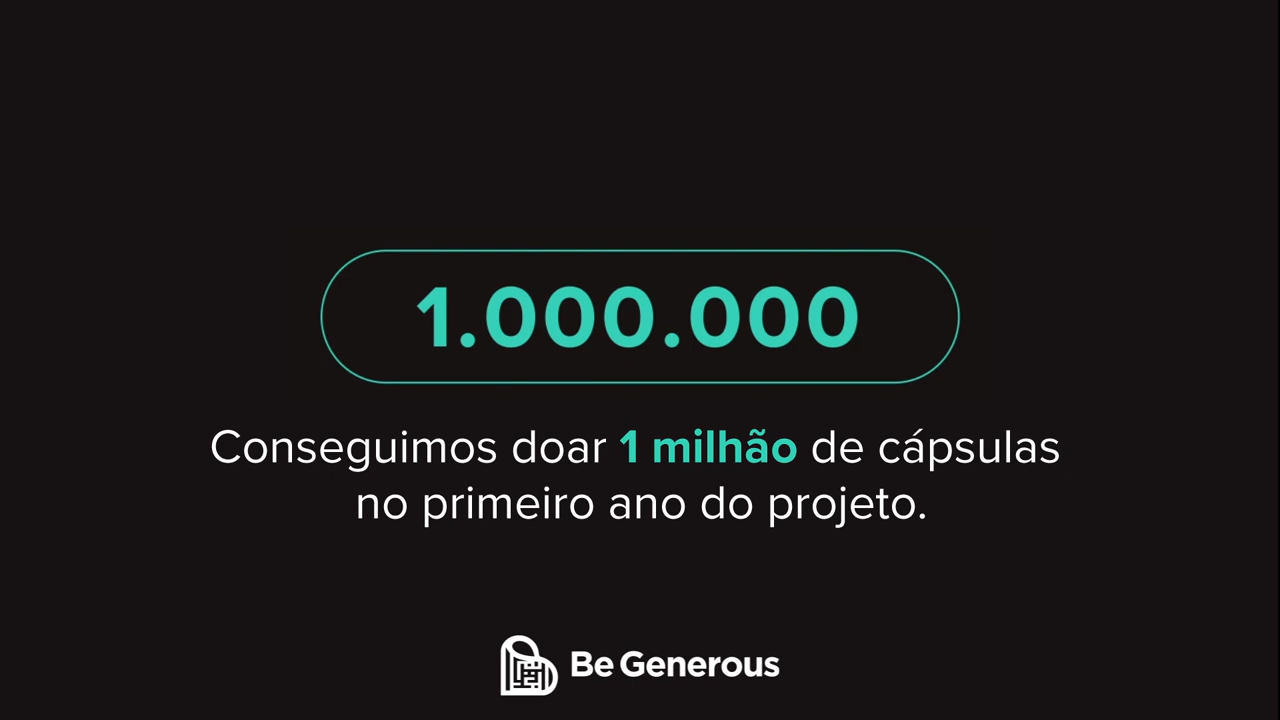 1.000.000
Conseguimos doar 1 milhão de cápsulas
no primeiro ano do projeto.
Be Generous